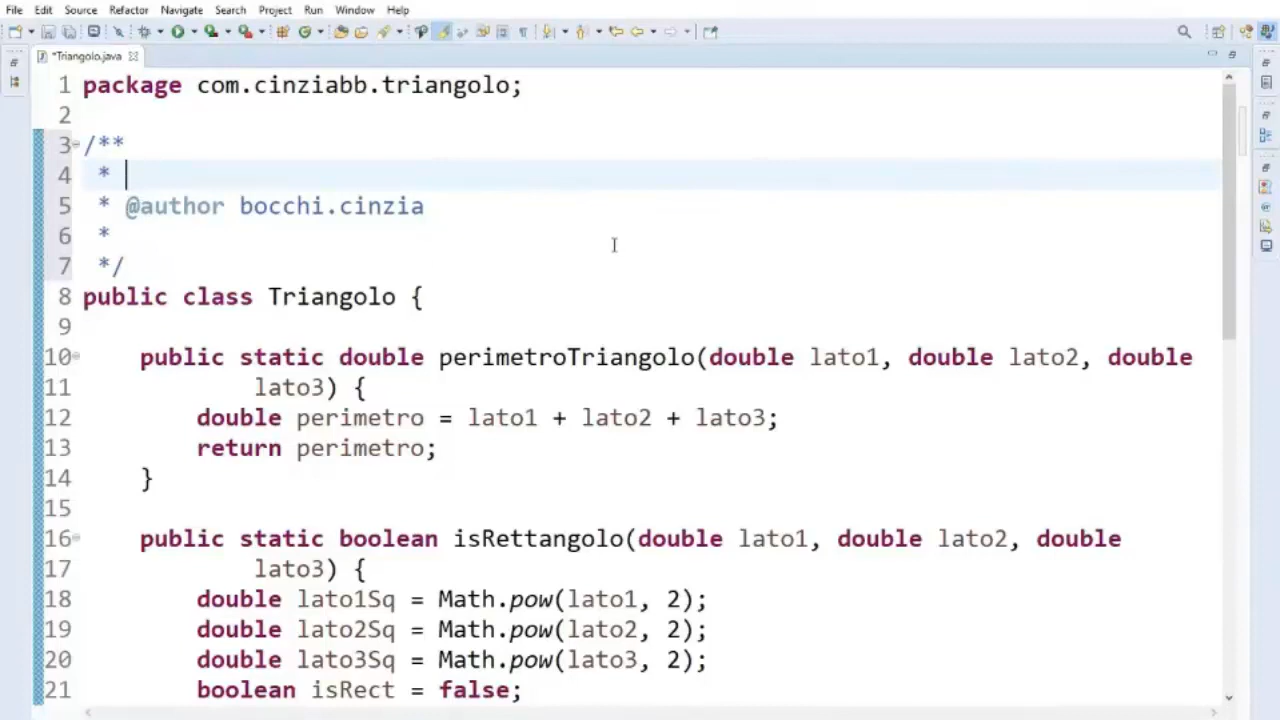 File Edit Source Refactor Navigate Search Project Run Window Help
*Triangolo.java
1 package com.cinziabb.triangolo;
2
3 /**
4 *
5 * @author bocchi.cinzia
6 *
7 */
8 public class Triangolo {
9
10 public static double perimetroTriangolo(double lato1, double lato2, double
11 lato3) {
12 double perimetro = lato1 + lato2 + lato3;
13 return perimetro;
14 }
15
16 public static boolean isRettangolo(double lato1, double lato2, double
17 lato3) {
18 double lato1Sq = Math.pow(lato1, 2);
19 double lato2Sq = Math.pow(lato2, 2);
20 double lato3Sq = Math.pow(lato3, 2);
21 boolean isRect = false;